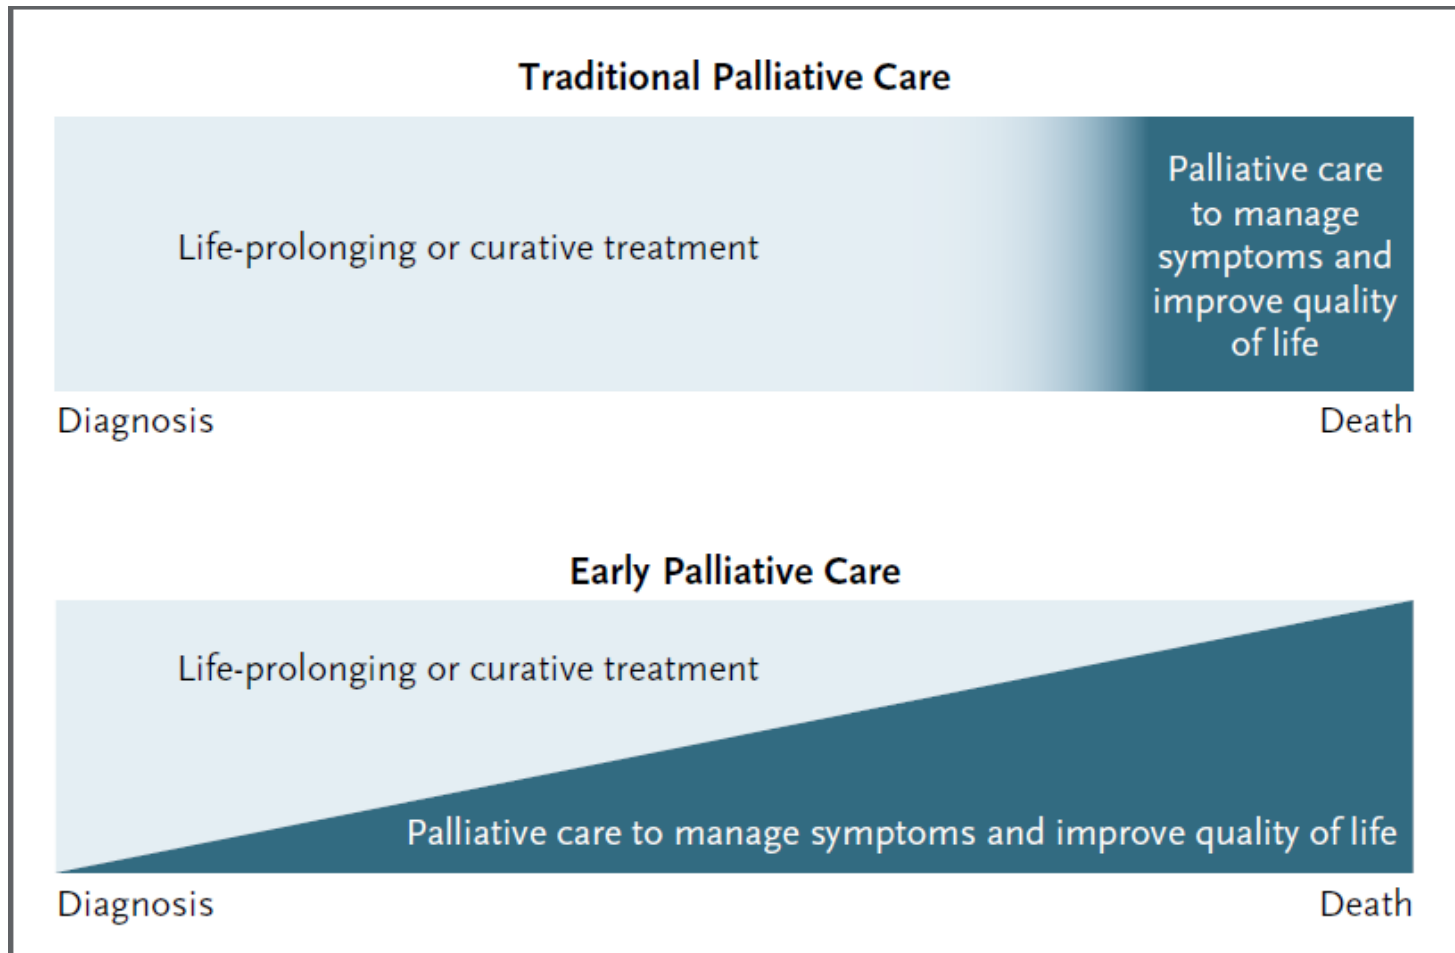 Traditional Palliative Care
Life-prolonging or curative treatment
Palliative care
to manage
symptoms and
improve quality
of life
Diagnosis
Death
Early Palliative Care
Life-prolonging or curative treatment
Palliative care to manage symptoms and improve quality of life
Diagnosis
Death